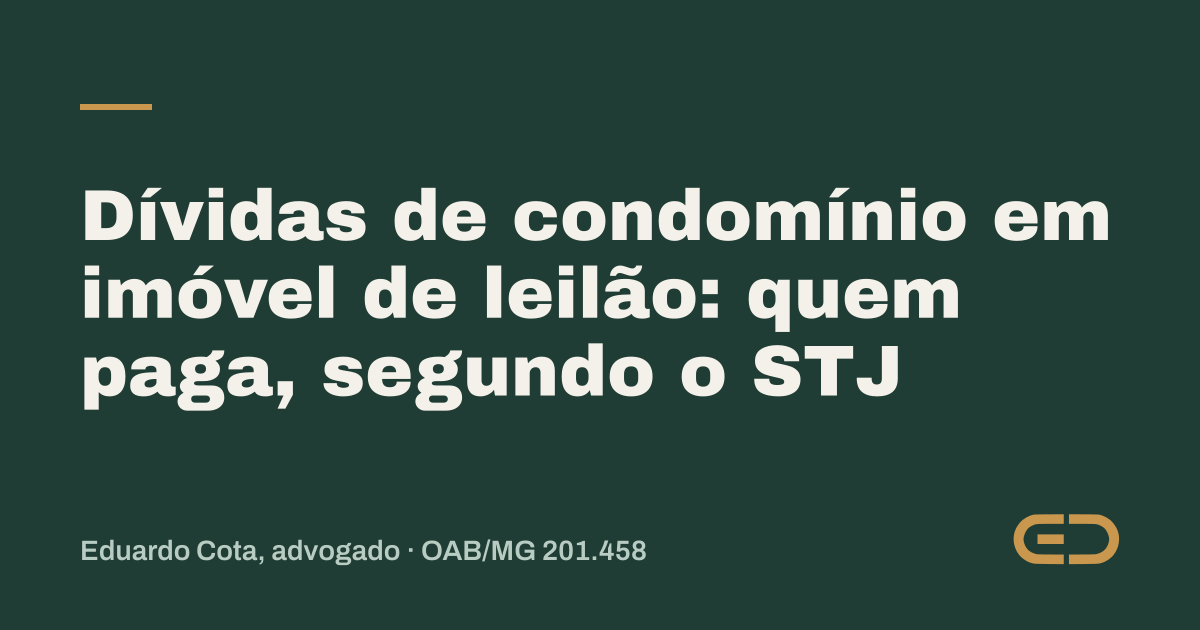 Dívidas de condomínio em
imóvel de leilão: quem
paga, segundo o STJ
Eduardo Cota, advogado · OAB/MG 201.458